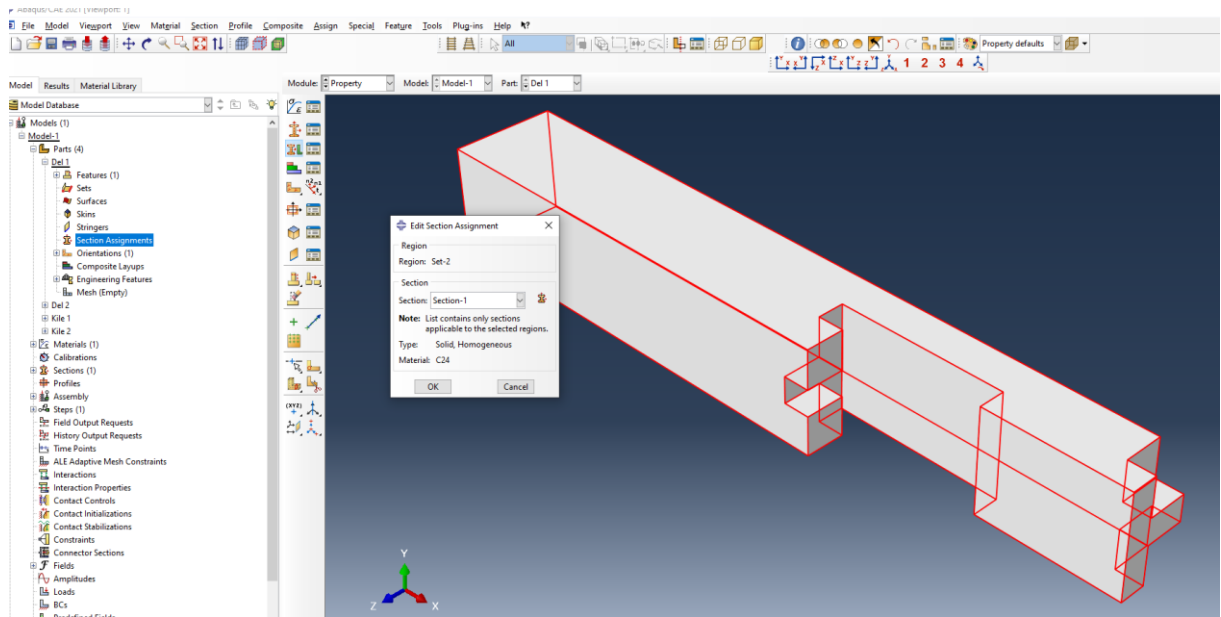 Abaqus/CAE 2021 [Viewport: 1]
File Model Viewport View Material Section Profile Composite Assign Special Feature Tools Plug-ins Help
All
Property defaults
1 2 3 4
Model Results Material Library
Module: Property Model: Model-1 Part: Del 1
Model Database
Models (1)
Model-1
Parts (4)
Del 1
Features (1)
Sets
Surfaces
Skins
Stringers
Section Assignments
Orientations (1)
Composite Layups
Engineering Features
Mesh (Empty)
Del 2
Kile 1
Kile 2
Materials (1)
Calibrations
Sections (1)
Profiles
Assembly
Steps (1)
Field Output Requests
History Output Requests
Time Points
ALE Adaptive Mesh Constraints
Interactions
Interaction Properties
Contact Controls
Contact Initializations
Contact Stabilizations
Constraints
Connector Sections
Fields
Amplitudes
Loads
BCs
Predefined Fields
Edit Section Assignment
Region
Region: Set-2
Section
Section: Section-1
Note: List contains only sections
applicable to the selected regions.
Type: Solid, Homogeneous
Material: C24
OK Cancel
Y
Z X